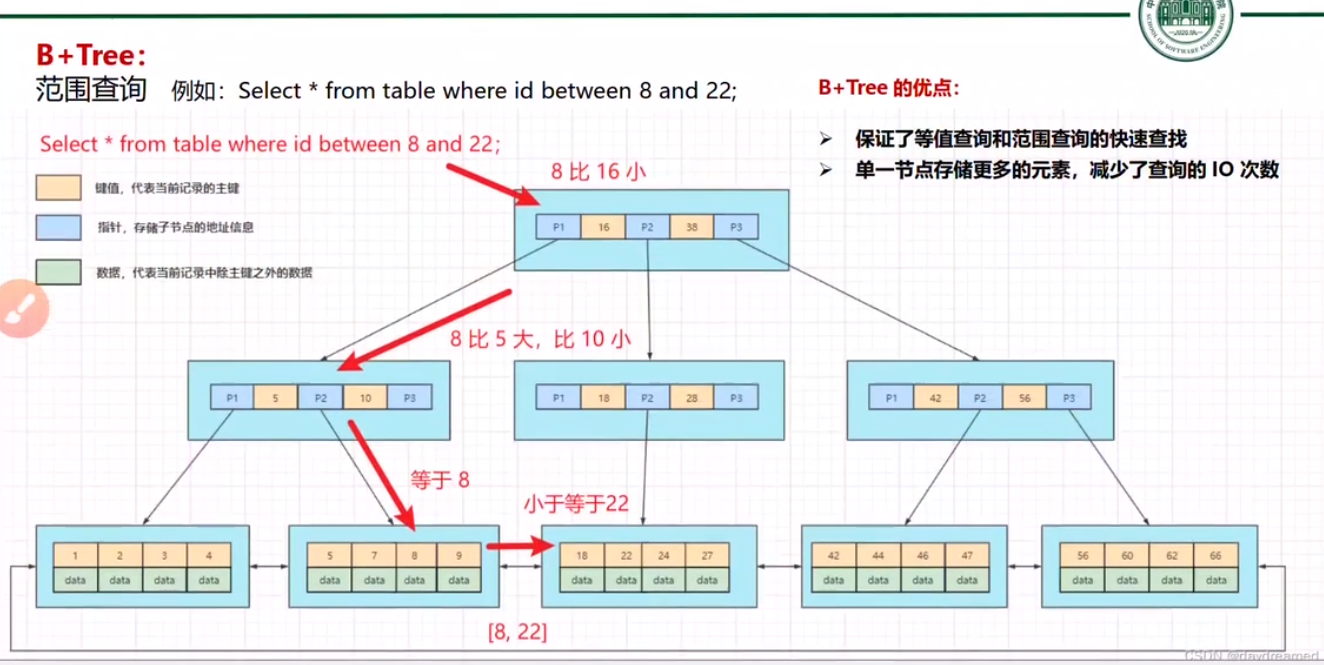 SCHOOL OF SOFTWARE ENGINEERING
B+Tree:
范围查询 例如：Select * from table where id between 8 and 22;
B+Tree 的优点：
保证了等值查询和范围查询的快速查找
单一节点存储更多的元素，减少了查询的 IO 次数
Select * from table where id between 8 and 22;
键值，代表当前记录的主键
指针，存储子节点的地址信息
数据，代表当前记录中除主键之外的数据
8 比 16 小
P1 16 P2 38 P3
8 比 5 大，比 10 小
P1 5 P2 10 P3
P1 18 P2 28 P3
P1 42 P2 56 P3
等于 8
小于等于22
1 2 3 4
data data data data
5 7 8 9
data data data data
18 22 24 27
data data data data
42 44 46 47
data data data data
56 60 62 66
data data data data
[8, 22]
CSDN @daydreamed